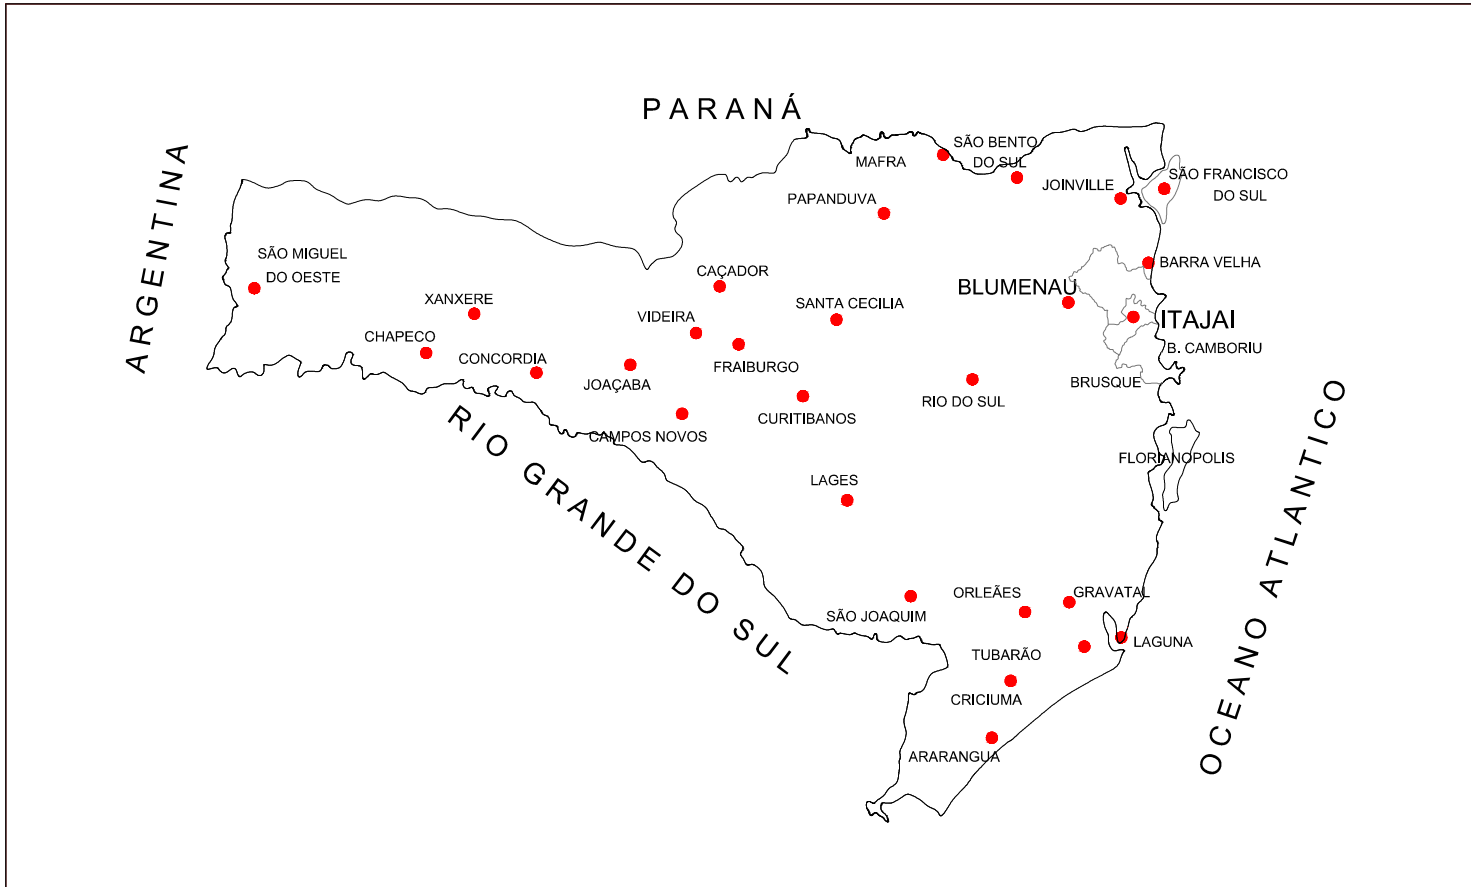 PARANÁ
ARGENTINA
SÃO BENTO
DO SUL
MAFRA
SÃO FRANCISCO
DO SUL
JOINVILLE
PAPANDUVA
SÃO MIGUEL
DO OESTE
BARRA VELHA
CAÇADOR
BLUMENAU
XANXERE
SANTA CECILIA
VIDEIRA
ITAJAI
CHAPECO
B. CAMBORIU
CONCORDIA
FRAIBURGO
JOAÇABA
BRUSQUE
RIO DO SUL
CURITIBANOS
CAMPOS NOVOS
FLORIANOPOLIS
LAGES
RIO GRANDE DO SUL
OCEANO ATLANTICO
ORLEÃES
GRAVATAL
SÃO JOAQUIM
LAGUNA
TUBARÃO
CRICIUMA
ARARANGUA